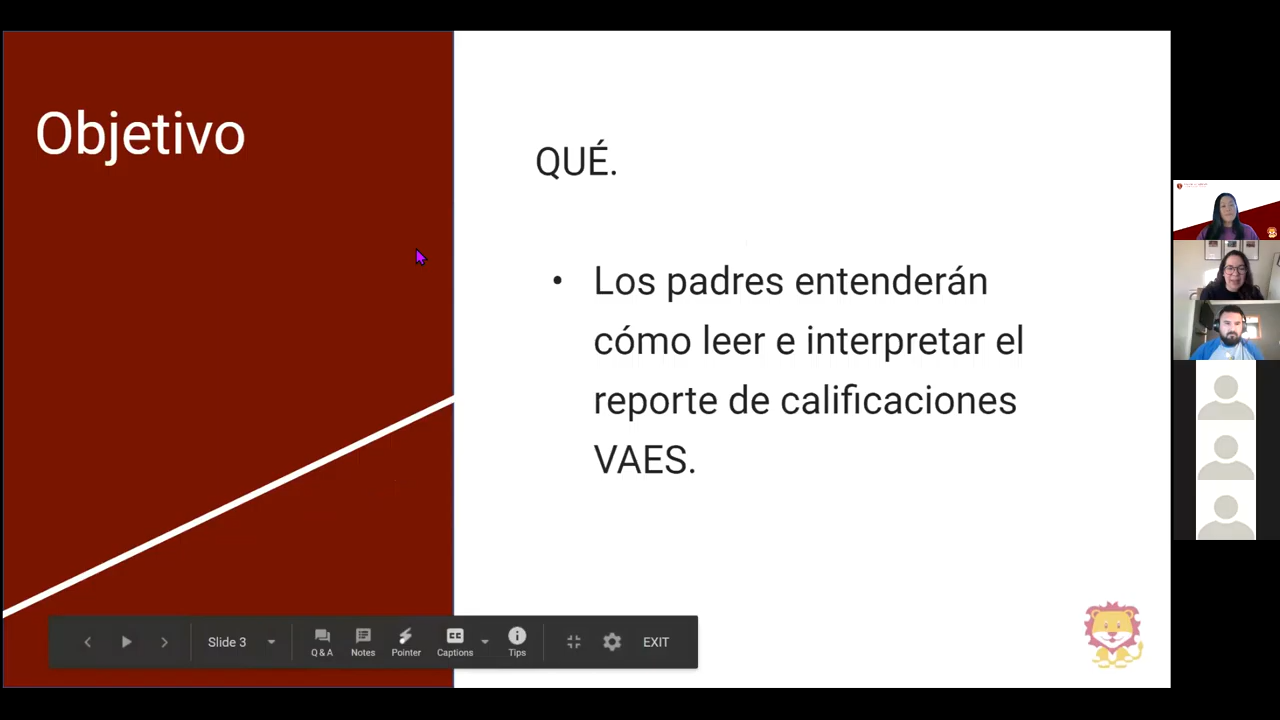 Objetivo
QUÉ.
• Los padres entenderán
cómo leer e interpretar el
reporte de calificaciones
VAES.
Slide 3
Q & A
Notes
Pointer
CC
Captions
Tips
EXIT